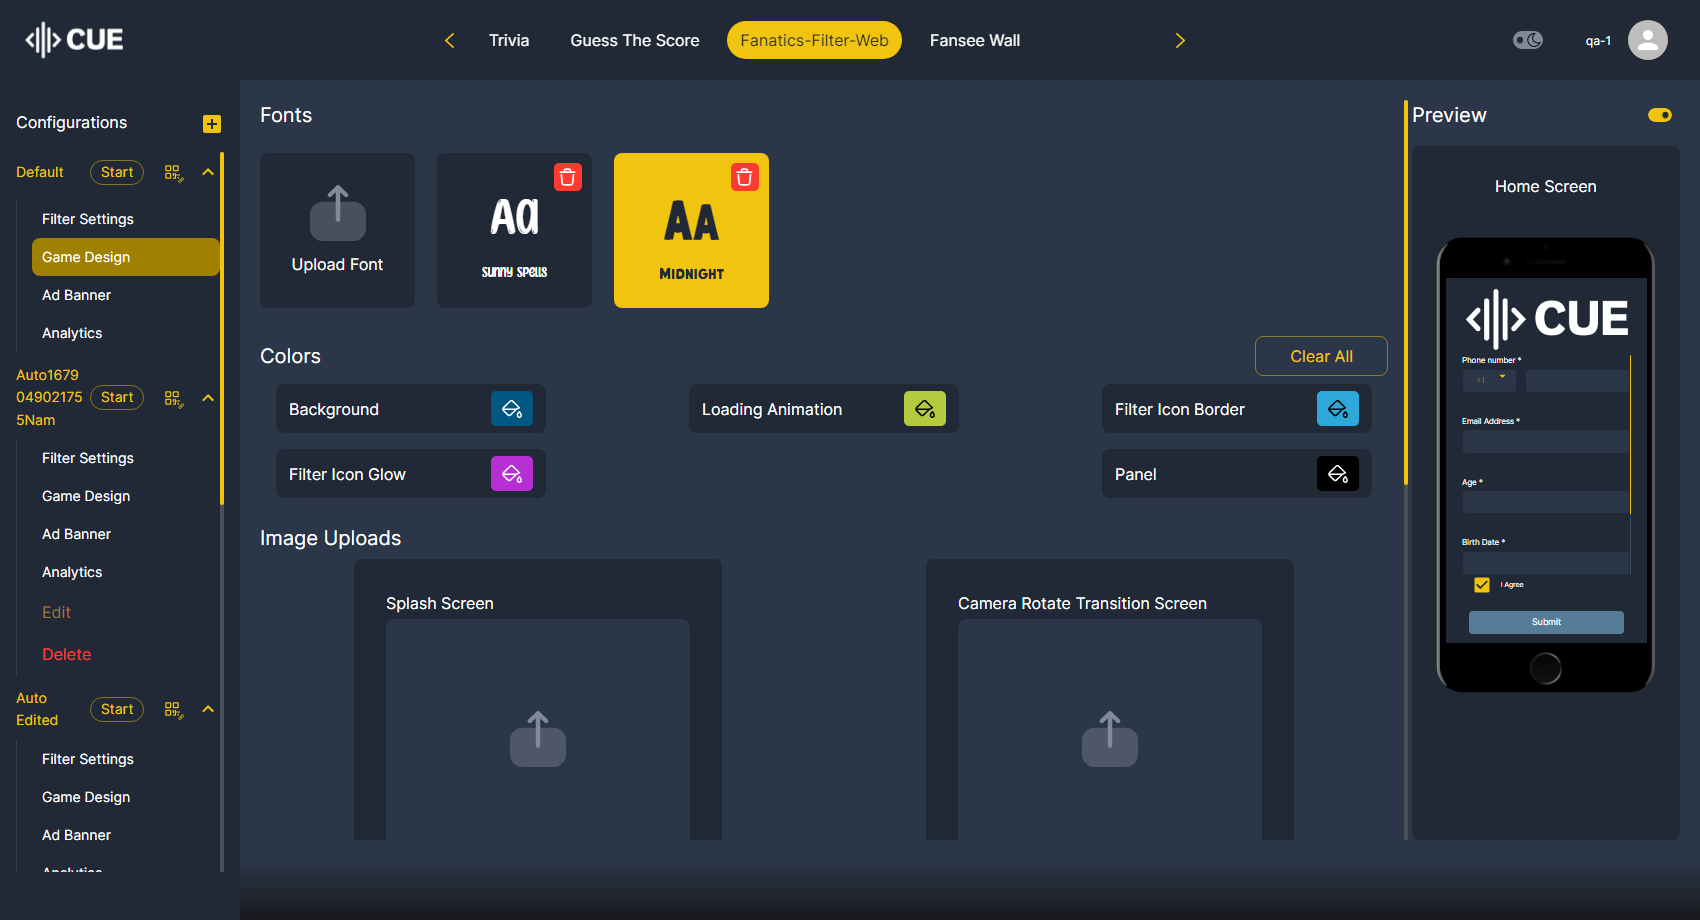 CUE
Trivia
Guess The Score
Fanatics-Filter-Web
Fansee Wall
qa-1
Configurations
Default
Start
Filter Settings
Game Design
Ad Banner
Analytics
Auto1679
04902175
5Nam
Start
Filter Settings
Game Design
Ad Banner
Analytics
Edit
Delete
Auto
Edited
Start
Filter Settings
Game Design
Ad Banner
Analytics
Fonts
Upload Font
Aa
sunny spells
AA
MIDNIGHT
Colors
Clear All
Background
Loading Animation
Filter Icon Border
Filter Icon Glow
Panel
Image Uploads
Splash Screen
Camera Rotate Transition Screen
Preview
Home Screen
CUE
Phone number *
+1
Email Address *
Age *
Birth Date *
I Agree
Submit